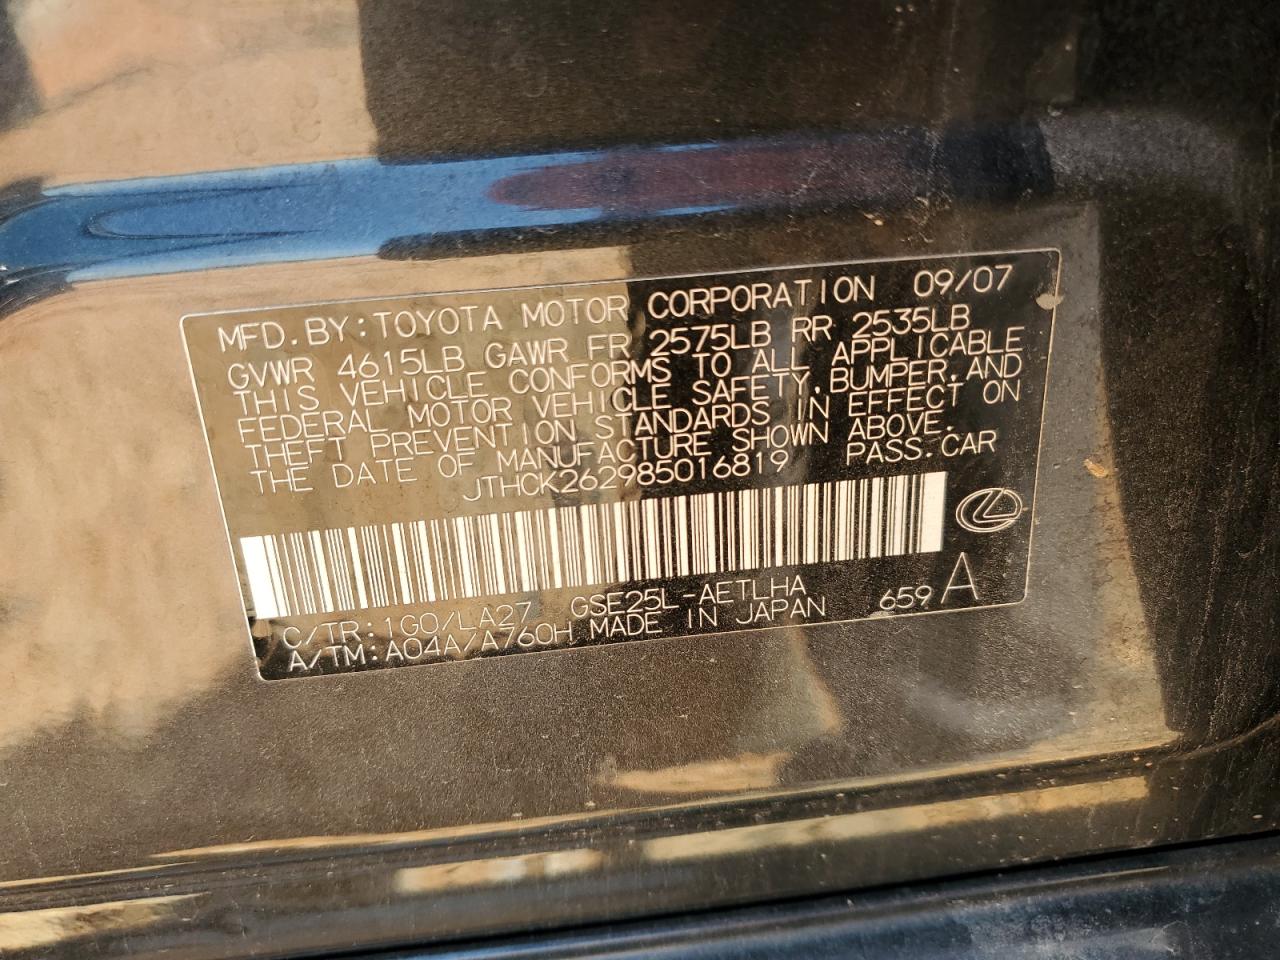 MFD. BY: TOYOTA MOTOR CORPORATION 09/07
GVWR 4615LB GAWR FR 2575LB RR 2535LB
THIS VEHICLE CONFORMS TO ALL APPLICABLE
FEDERAL MOTOR VEHICLE SAFETY, BUMPER, AND
THEFT PREVENTION STANDARDS IN EFFECT ON
THE DATE OF MANUFACTURE SHOWN ABOVE.
JTHCK262985016819 PASS. CAR
C/TR: 1G0/LA27 GSE25L-AETLHA 659 A
A/TM: A04A/A760H MADE IN JAPAN